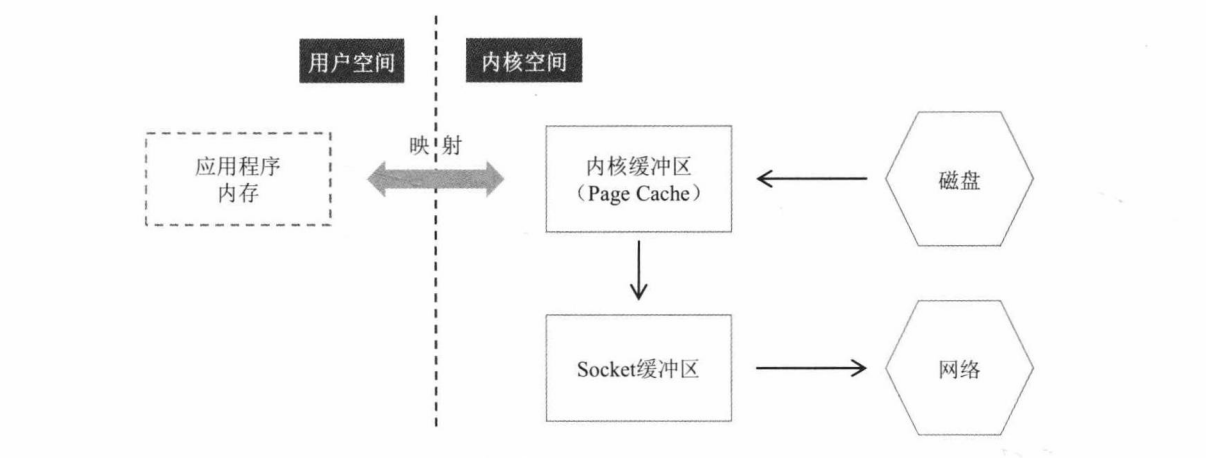 用户空间
内核空间
映 射
应用程序
内存
内核缓冲区
（Page Cache）
磁盘
Socket缓冲区
网络